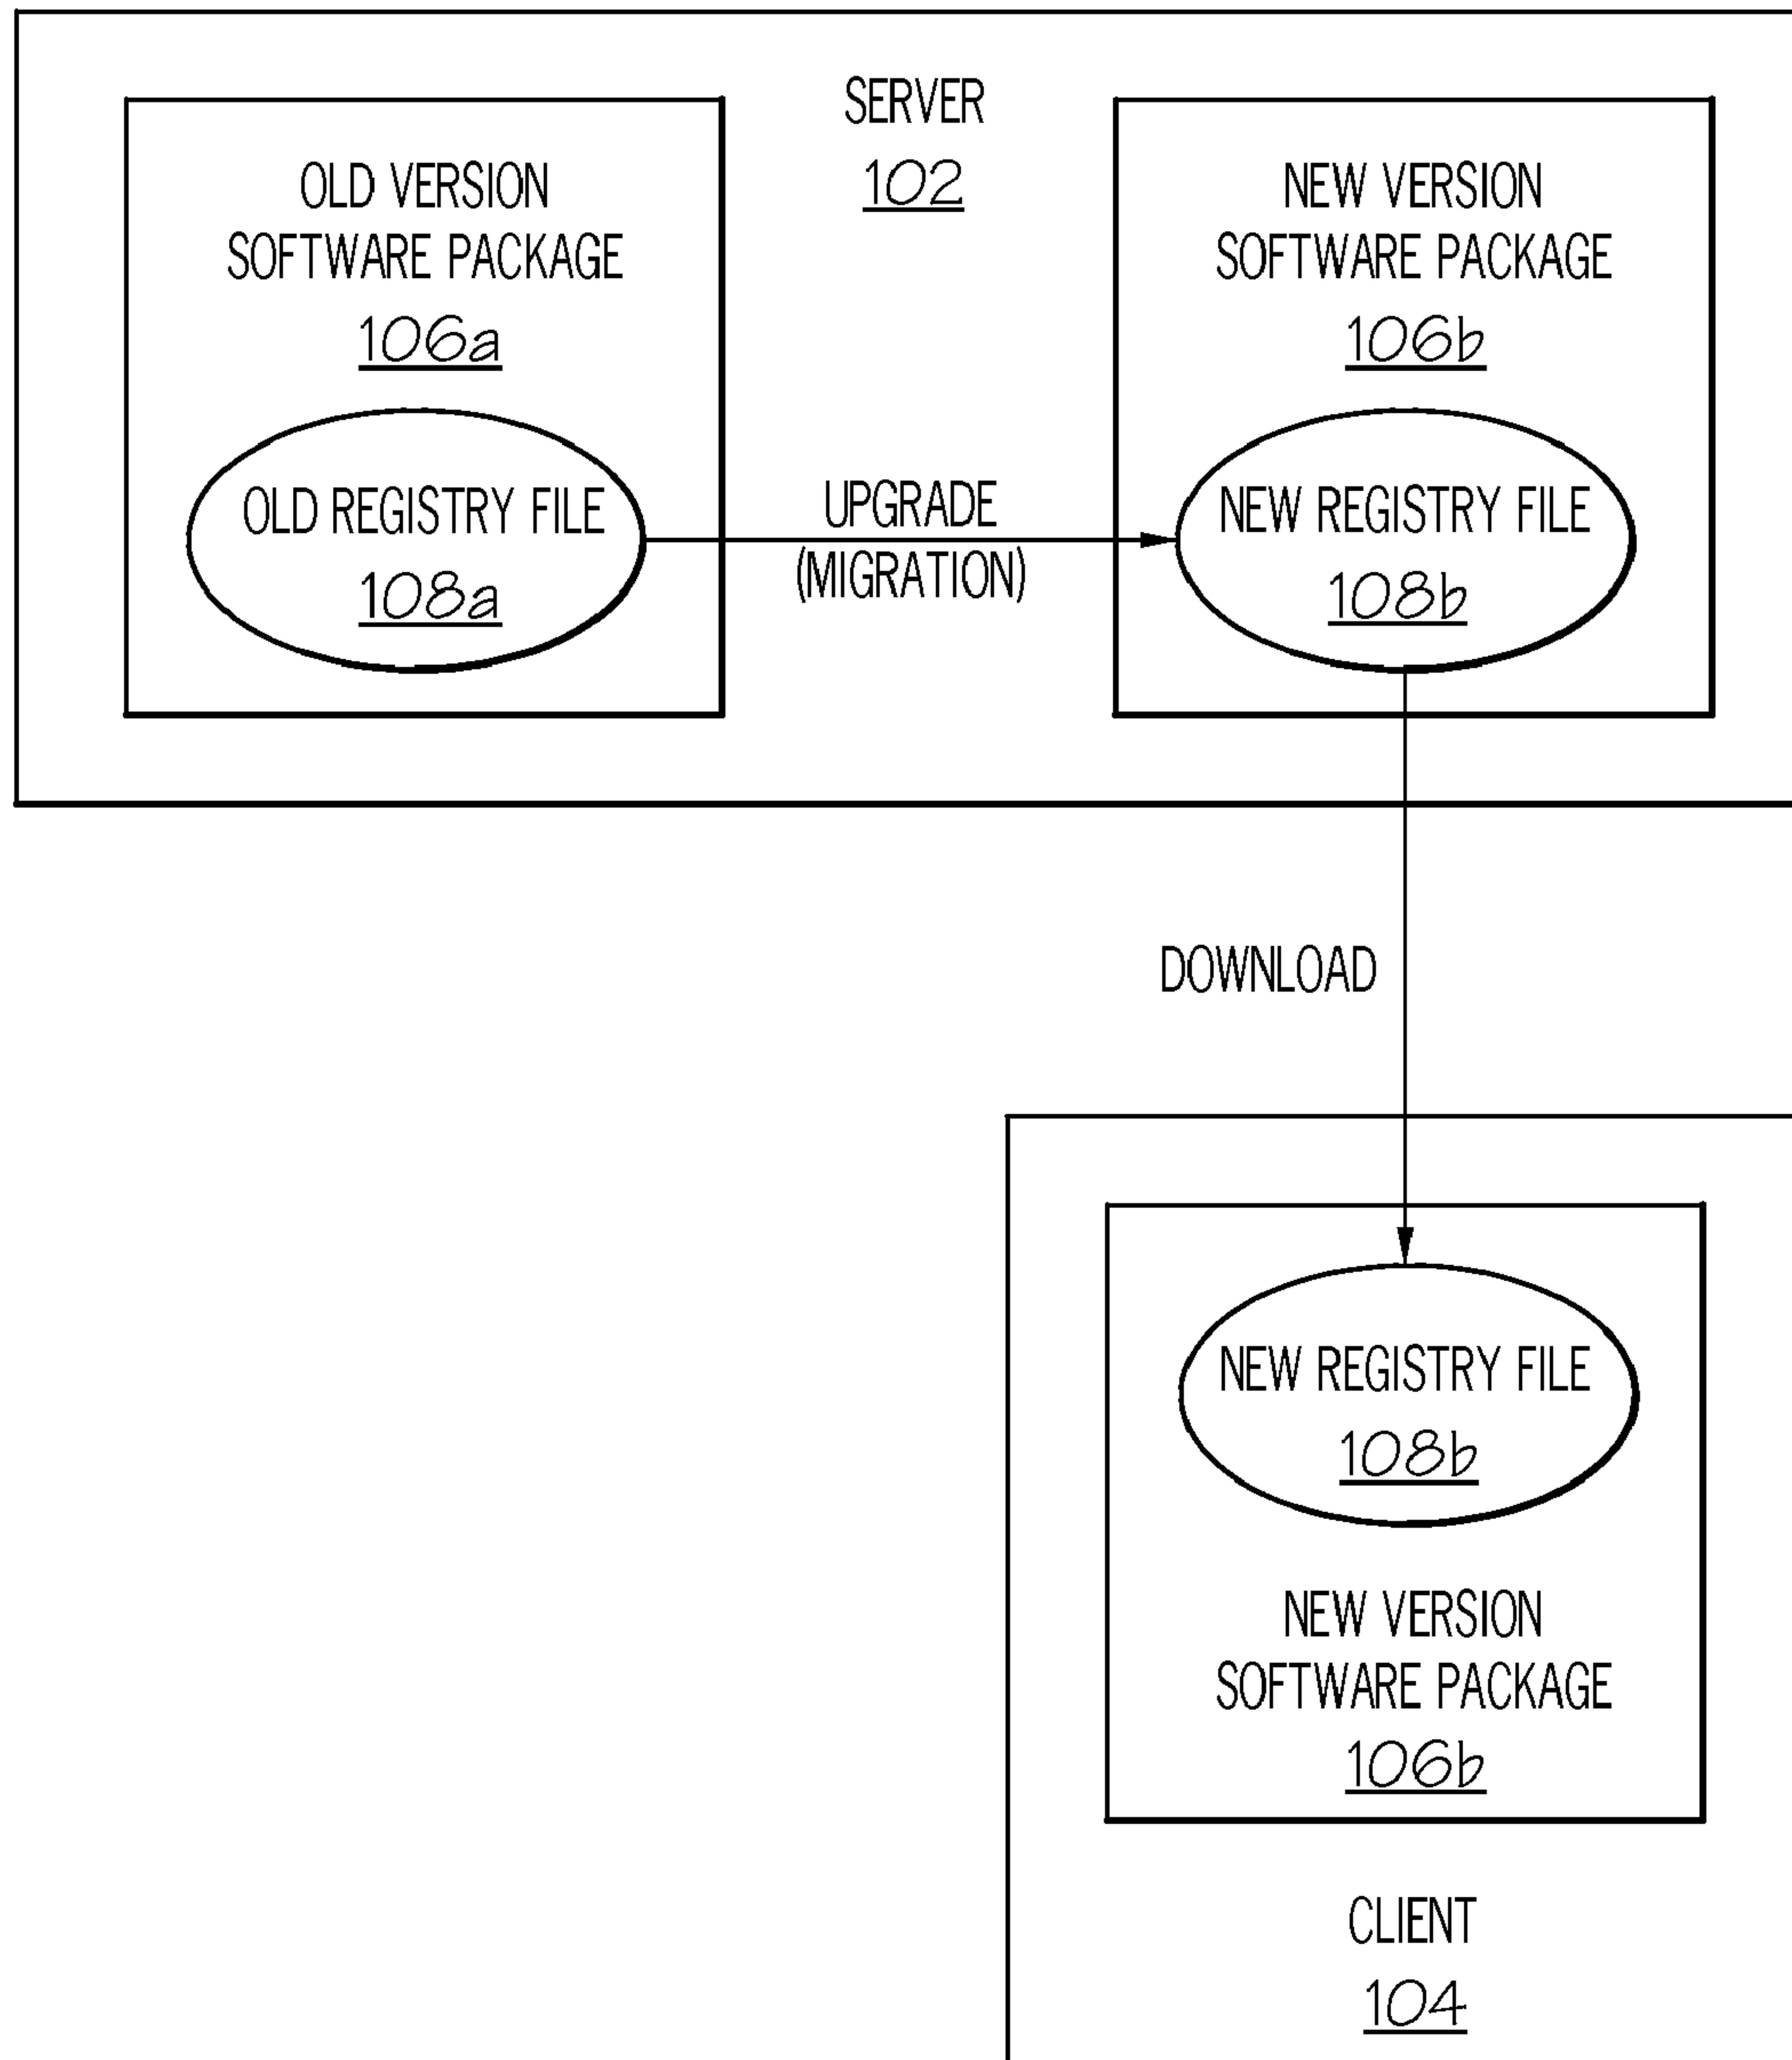 SERVER
102
OLD VERSION
SOFTWARE PACKAGE
106a
OLD REGISTRY FILE
108a
UPGRADE
(MIGRATION)
NEW VERSION
SOFTWARE PACKAGE
106b
NEW REGISTRY FILE
108b
DOWNLOAD
NEW REGISTRY FILE
108b
NEW VERSION
SOFTWARE PACKAGE
106b
CLIENT
104